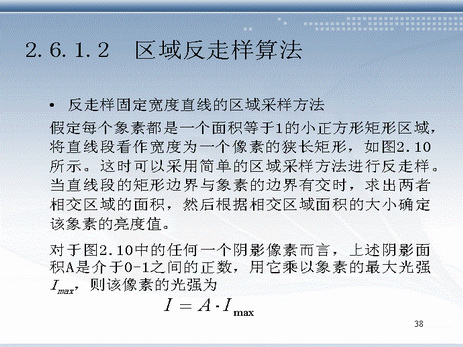 2.6.1.2 区域反走样算法
• 反走样固定宽度直线的区域采样方法
假定每个象素都是一个面积等于1的小正方形矩形区域，
将直线段看作宽度为一个像素的狭长矩形，如图2.10
所示。这时可以采用简单的区域采样方法进行反走样。
当直线段的矩形边界与象素的边界有交时，求出两者
相交区域的面积，然后根据相交区域面积的大小确定
该象素的亮度值。
对于图2.10中的任何一个阴影像素而言，上述阴影面
积A是介于0-1之间的正数，用它乘以象素的最大光强
Imax，则该像素的光强为
I = A · Imax
38